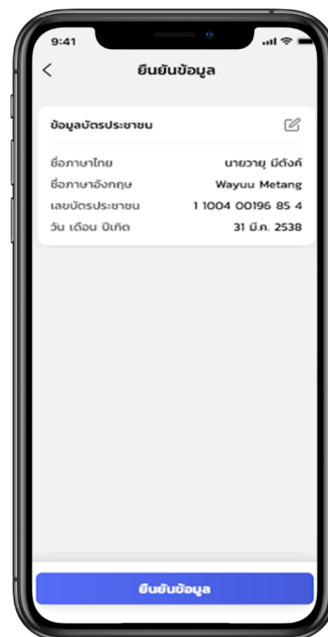 9:41
ยืนยันข้อมูล
ข้อมูลบัตรประชาชน
ชื่อภาษาไทย นายวายุ มีตังค์
ชื่อภาษาอังกฤษ Wayuu Metang
เลขบัตรประชาชน 1 1004 00196 85 4
วัน เดือน ปีเกิด 31 มี.ค. 2538
ยืนยันข้อมูล